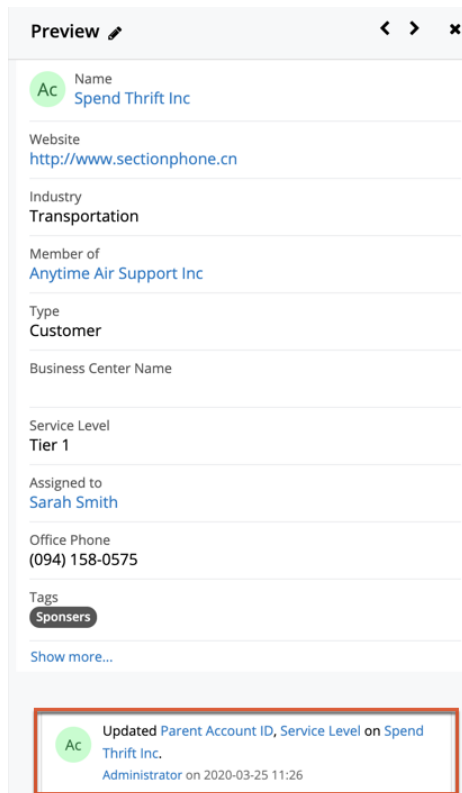 Preview
Ac
Name
Spend Thrift Inc
Website
http://www.sectionphone.cn
Industry
Transportation
Member of
Anytime Air Support Inc
Type
Customer
Business Center Name
Service Level
Tier 1
Assigned to
Sarah Smith
Office Phone
(094) 158-0575
Tags
Sponsers
Show more...
Ac
Updated Parent Account ID, Service Level on Spend
Thrift Inc.
Administrator on 2020-03-25 11:26